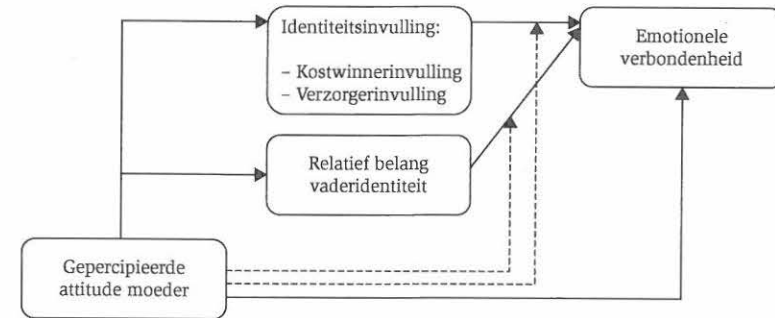 Identiteitsinvulling:
– Kostwinnerinvulling
– Verzorgerinvulling
Emotionele
verbondenheid
Relatief belang
vaderidentiteit
Gepercipieerde
attitude moeder